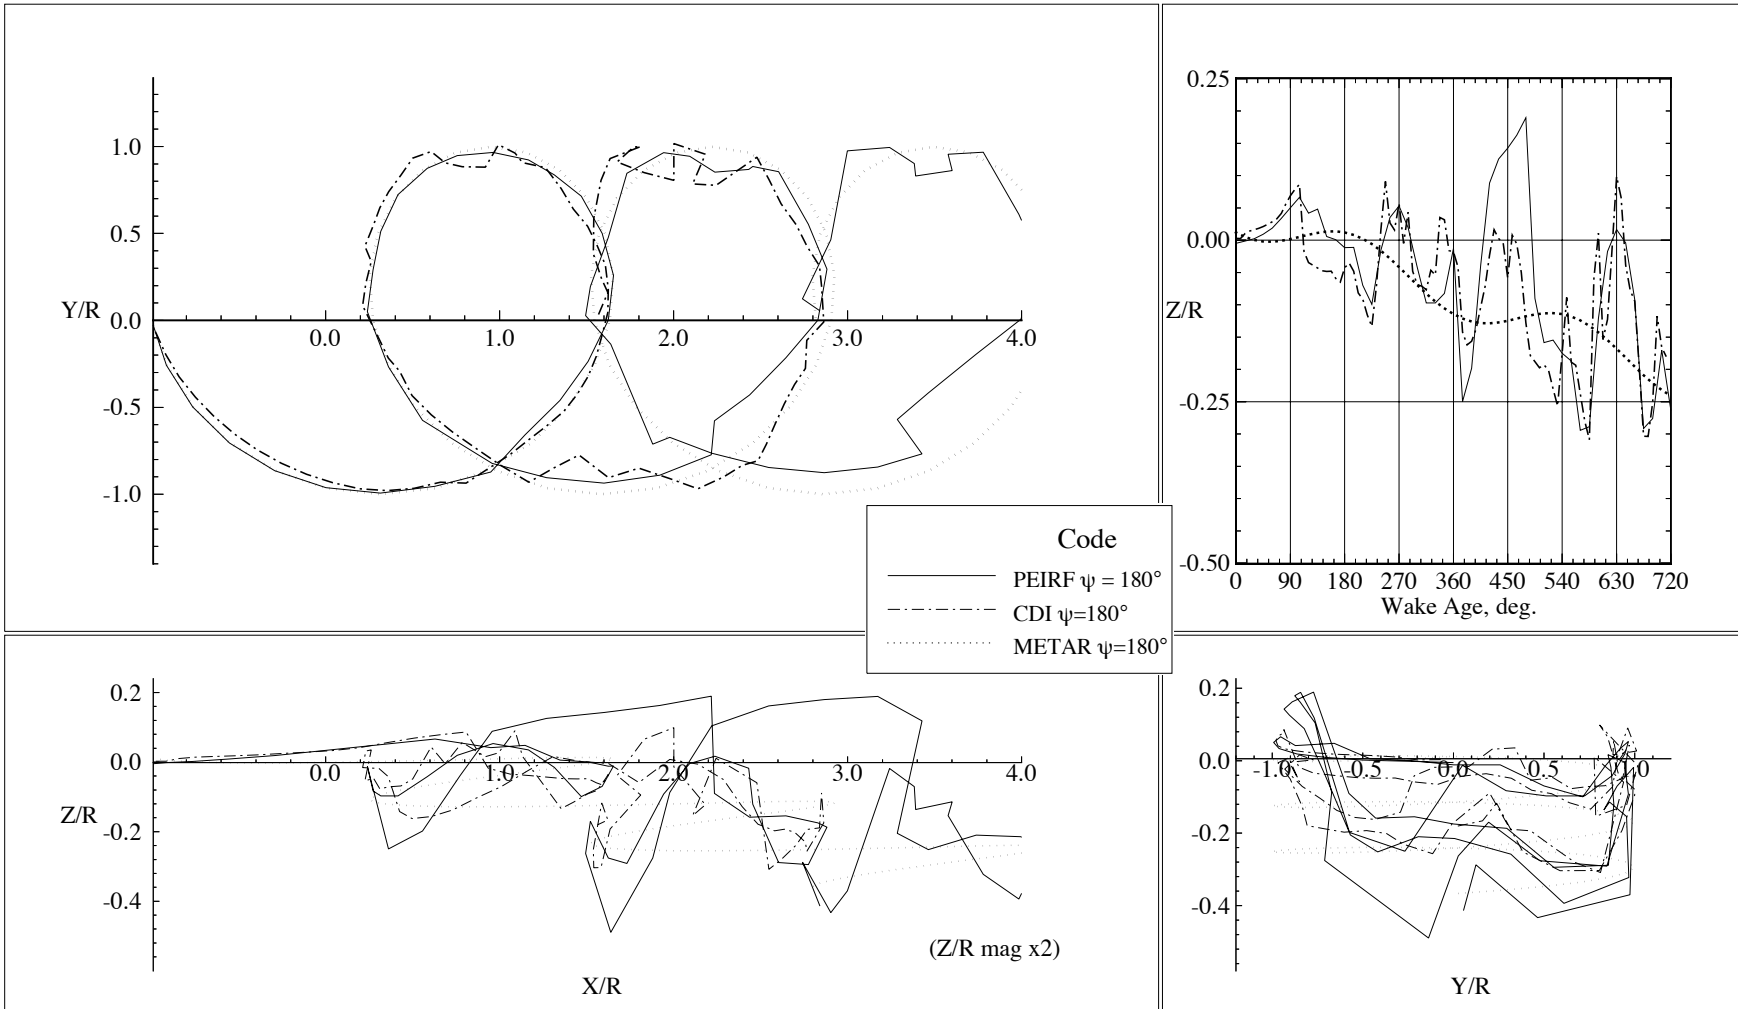 1.0
0.5
Y/R
0.0
0.0 1.0 2.0 3.0 4.0
-0.5
-1.0
0.25
0.00
Z/R
-0.25
-0.50
0 90 180 270 360 450 540 630 720
Wake Age, deg.
Code
PEIRF ψ = 180°
CDI ψ=180°
METAR ψ=180°
0.2
0.0
0.0 1.0 2.0 3.0 4.0
Z/R
-0.2
-0.4
(Z/R mag x2)
X/R
0.2
0.0
-1.0 -0.5 0.0 0.5 1.0
-0.2
-0.4
Y/R